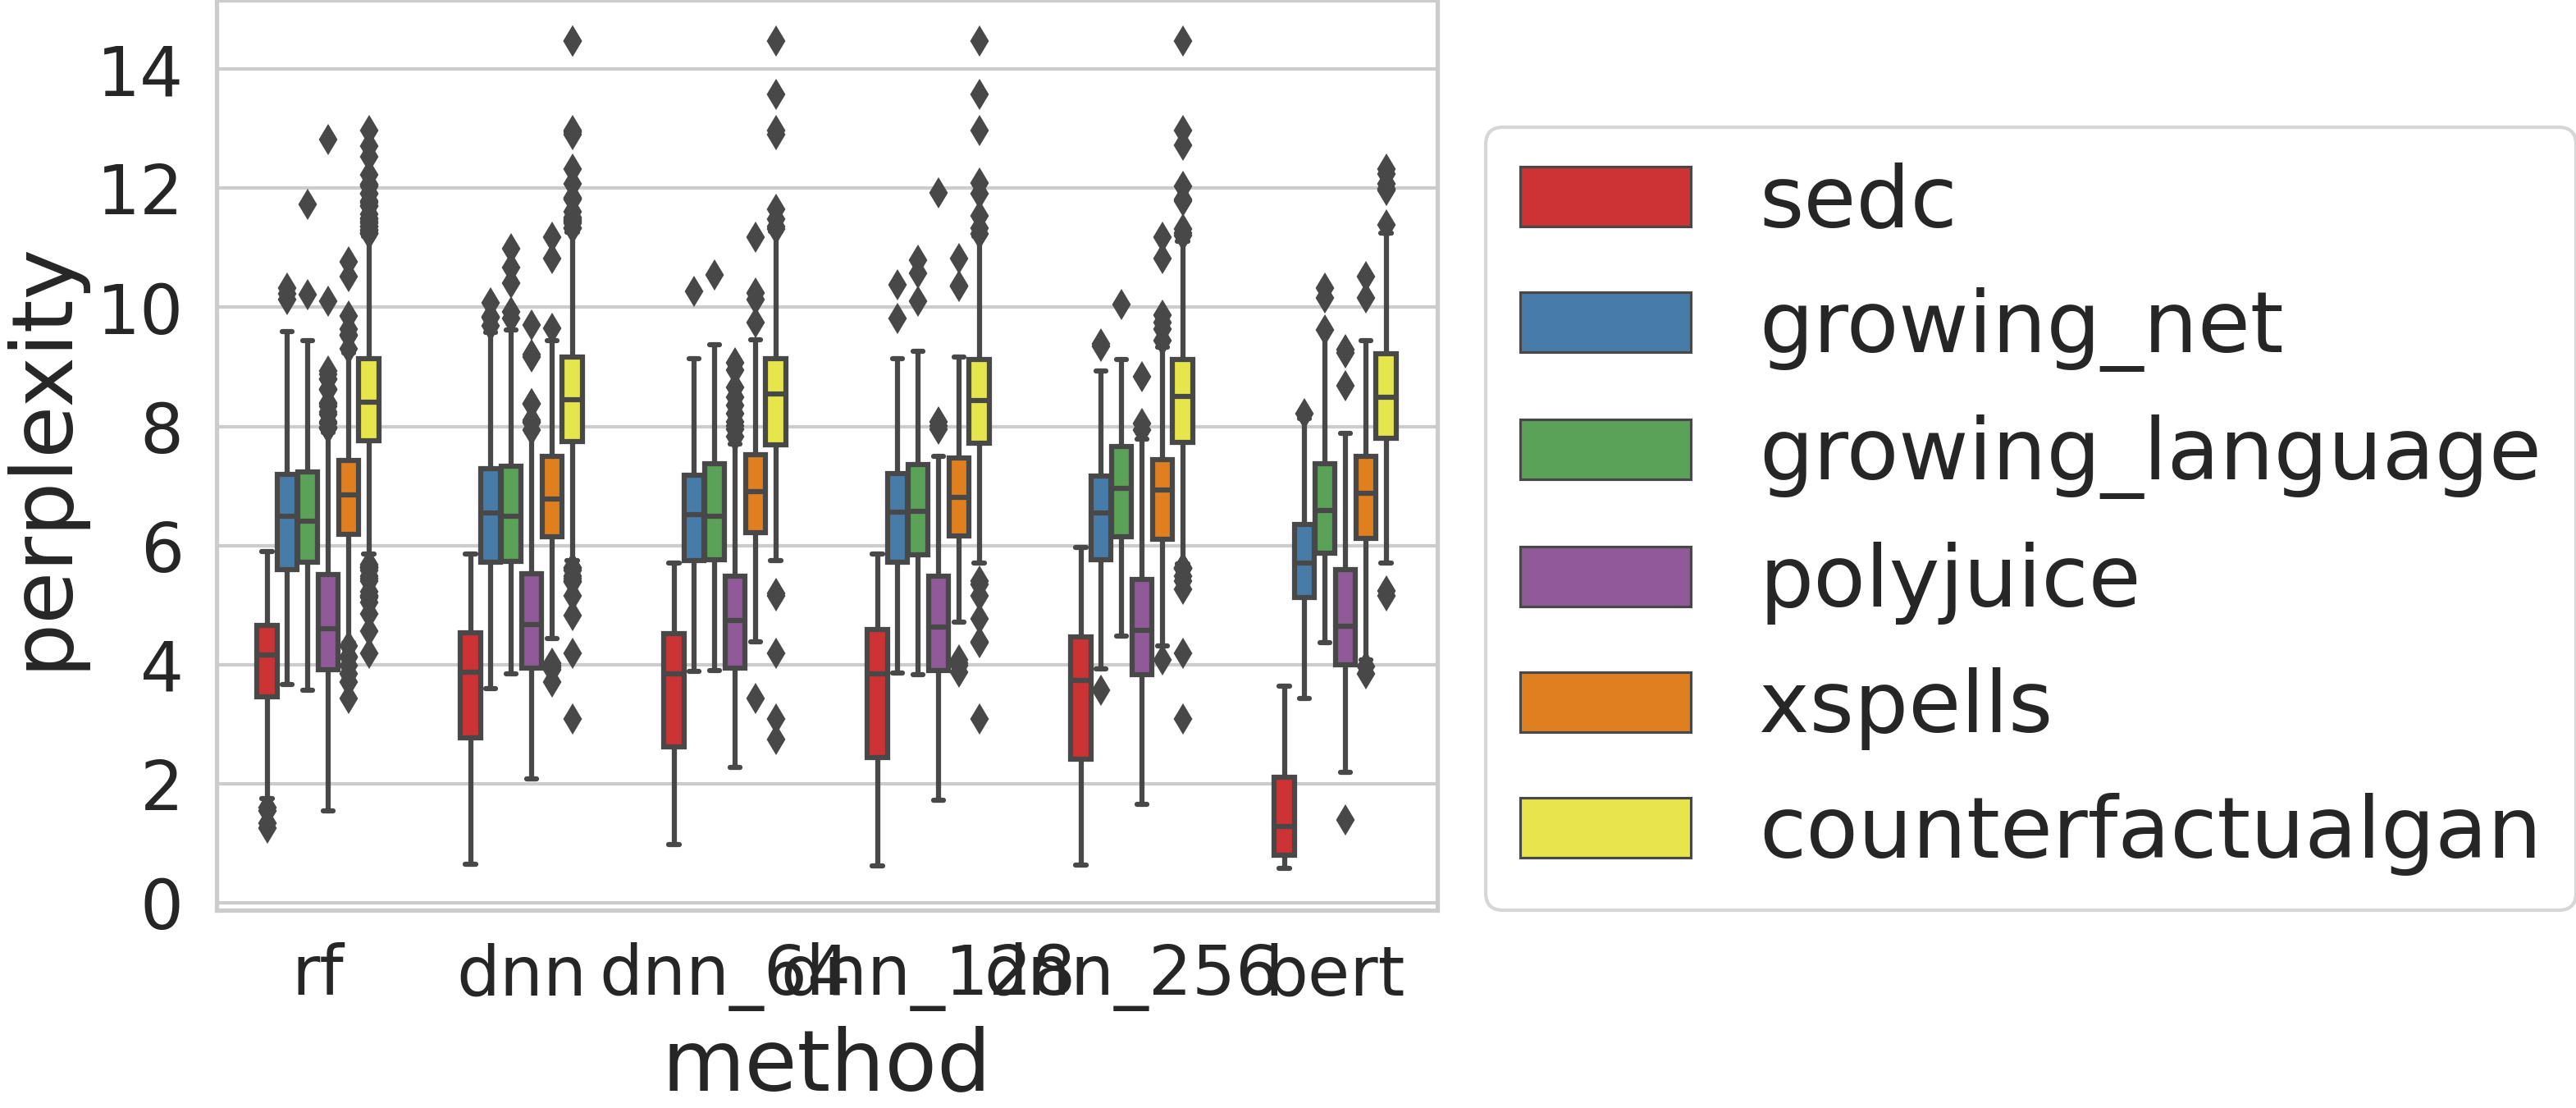 perplexity
14
12
10
8
6
4
2
0
rf dnn dnn_64 dnn_128 dnn_256 bert
method
sedc
growing_net
growing_language
polyjuice
xspells
counterfactualgan